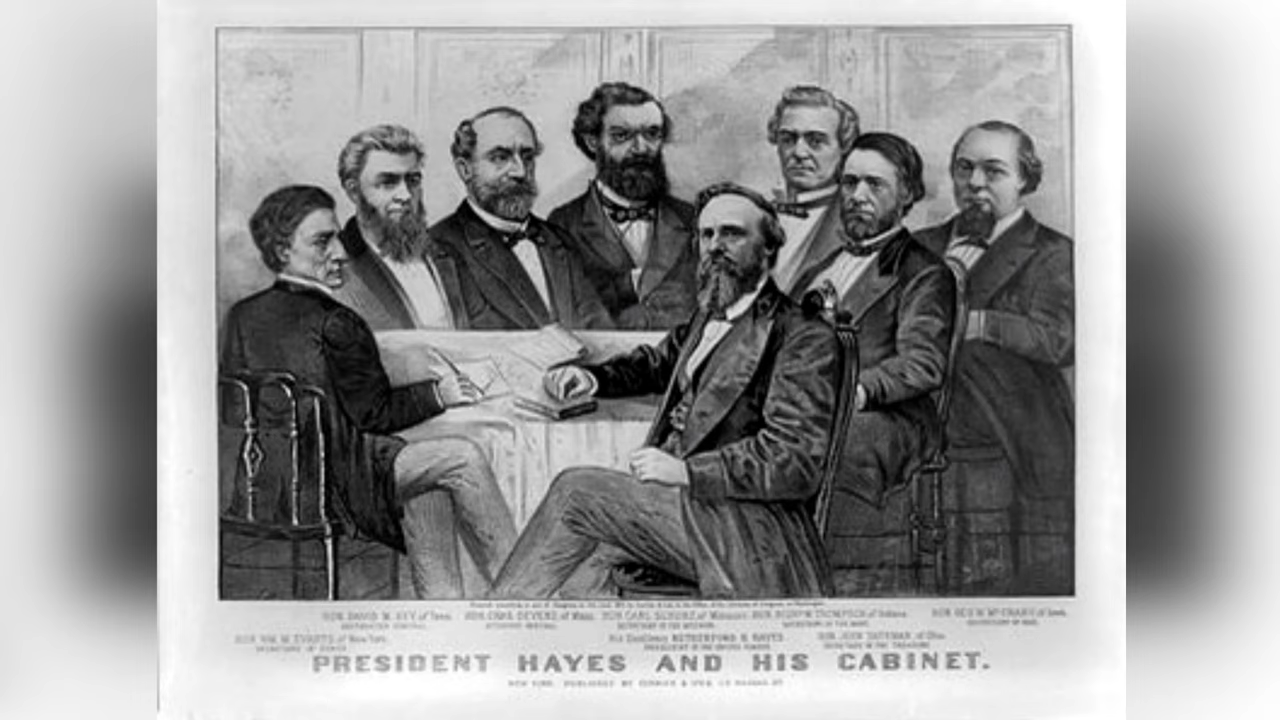 HON. DAVID M. KEY, of Tenn. HON. CHAS. DEVENS, of Mass. HON. CARL SCHURZ, of Missouri. HON. RICH'D W. THOMPSON, of Indiana. HON. GEO. W. McCRARY, of Iowa.
POSTMASTER GENERAL. ATTORNEY GENERAL. SECRETARY OF THE INTERIOR. SECRETARY OF THE NAVY. SECRETARY OF WAR.
HON. WM. M. EVARTS, of New York. His Excellency RUTHERFORD B. HAYES HON. JOHN SHERMAN, of Ohio.
SECRETARY OF STATE. PRESIDENT OF THE UNITED STATES. SECRETARY OF THE TREASURY.
PRESIDENT HAYES AND HIS CABINET.
NEW YORK, PUBLISHED BY CURRIER & IVES,